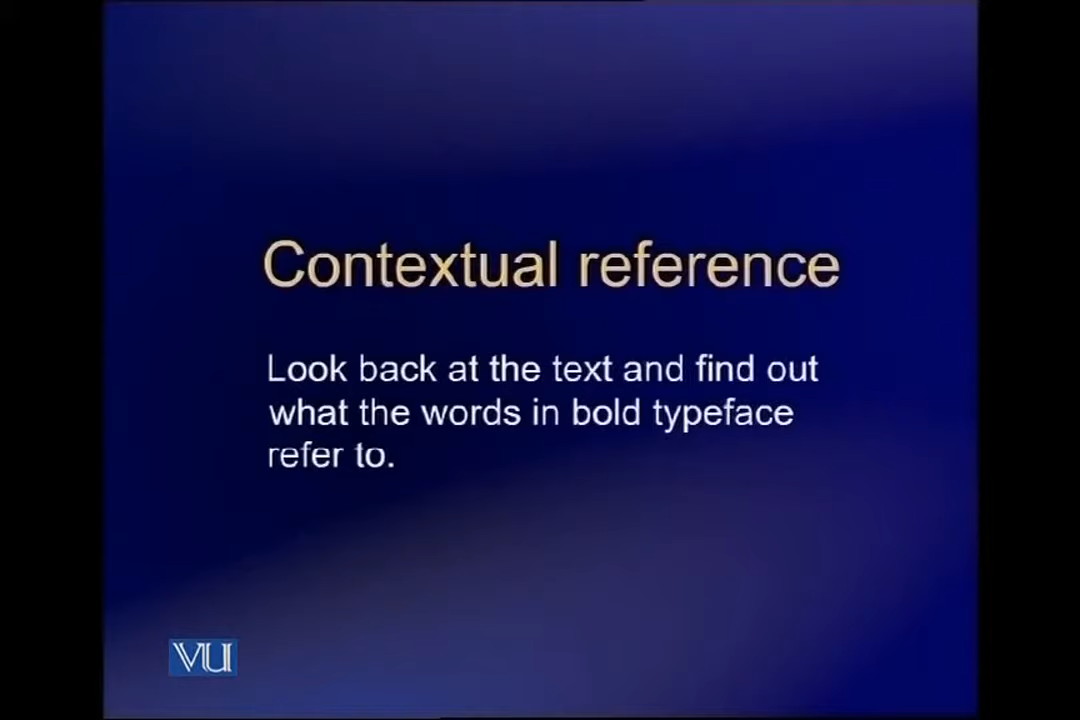 Contextual reference
Look back at the text and find out
what the words in bold typeface
refer to.
VU